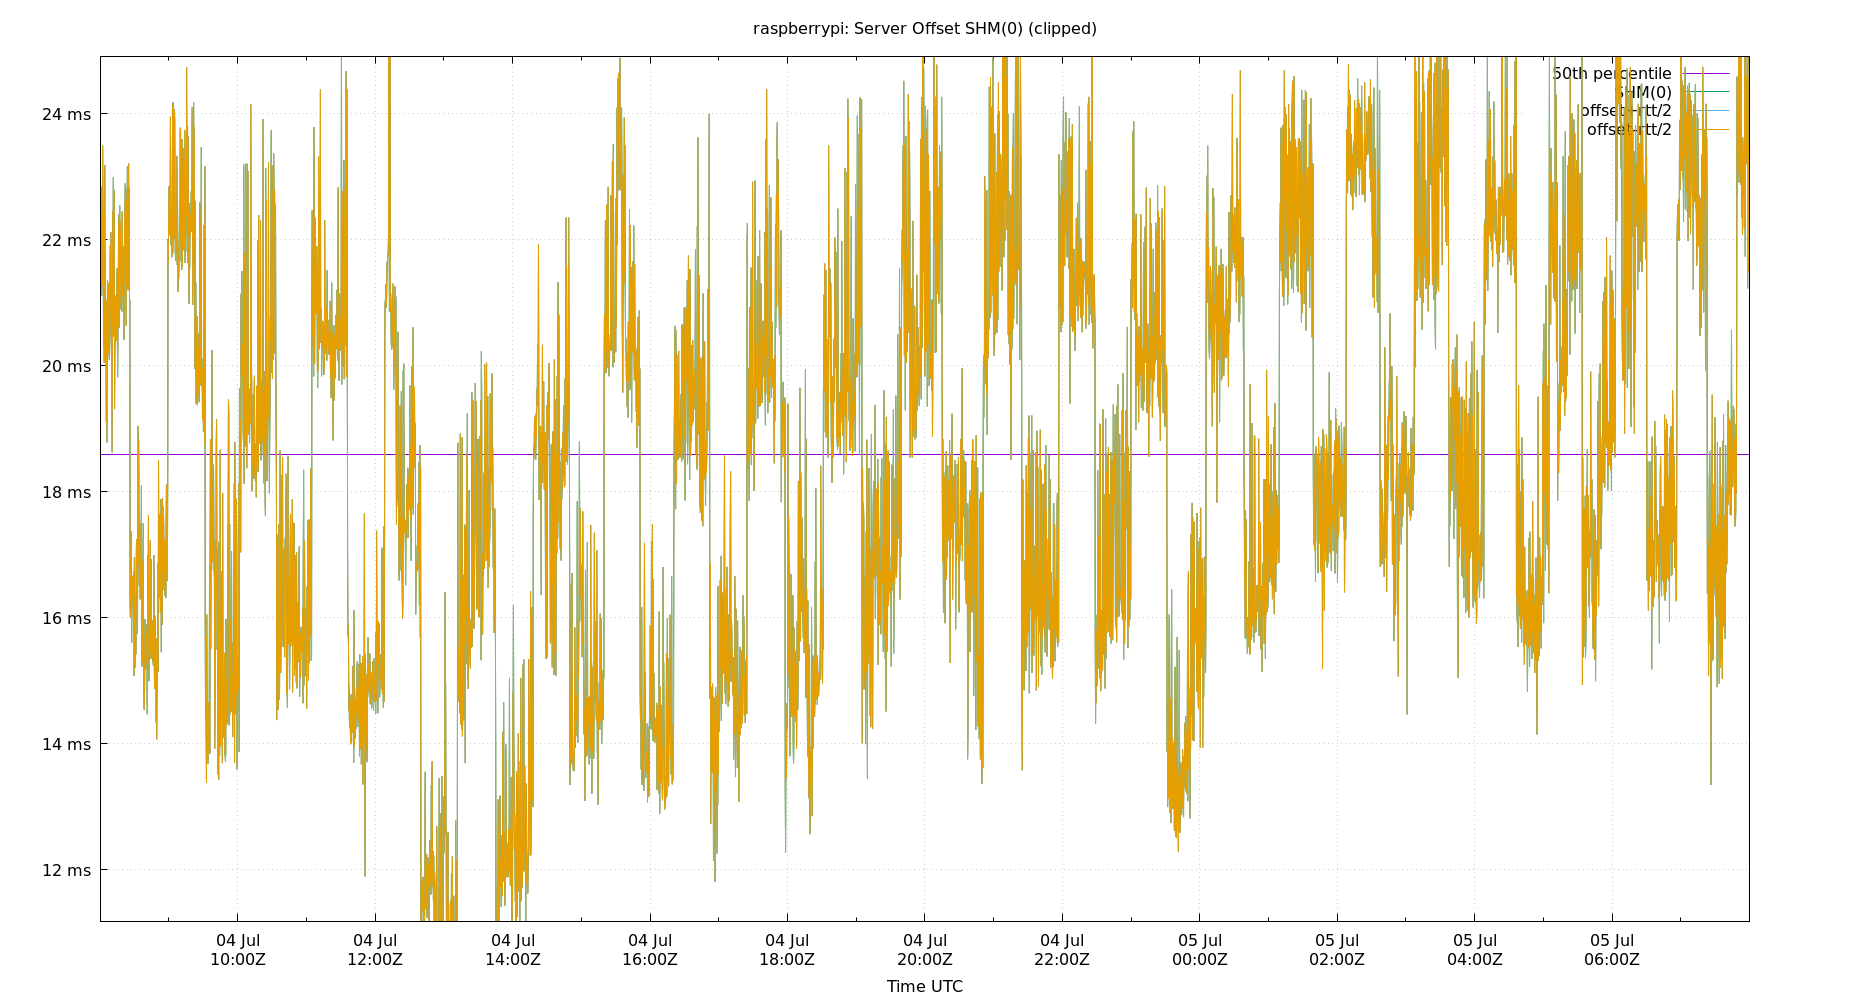 raspberrypi: Server Offset SHM(0) (clipped)
50th percentile
SHM(0)
offset+rtt/2
offset-rtt/2
24 ms
22 ms
20 ms
18 ms
16 ms
14 ms
12 ms
04 Jul 04 Jul 04 Jul 04 Jul 04 Jul 04 Jul 04 Jul 05 Jul 05 Jul 05 Jul 05 Jul
10:00Z 12:00Z 14:00Z 16:00Z 18:00Z 20:00Z 22:00Z 00:00Z 02:00Z 04:00Z 06:00Z
Time UTC